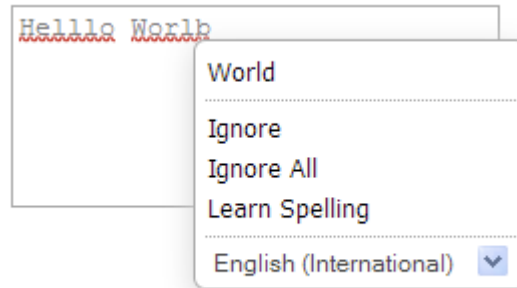 Helllo Worlb
World
Ignore
Ignore All
Learn Spelling
English (International)